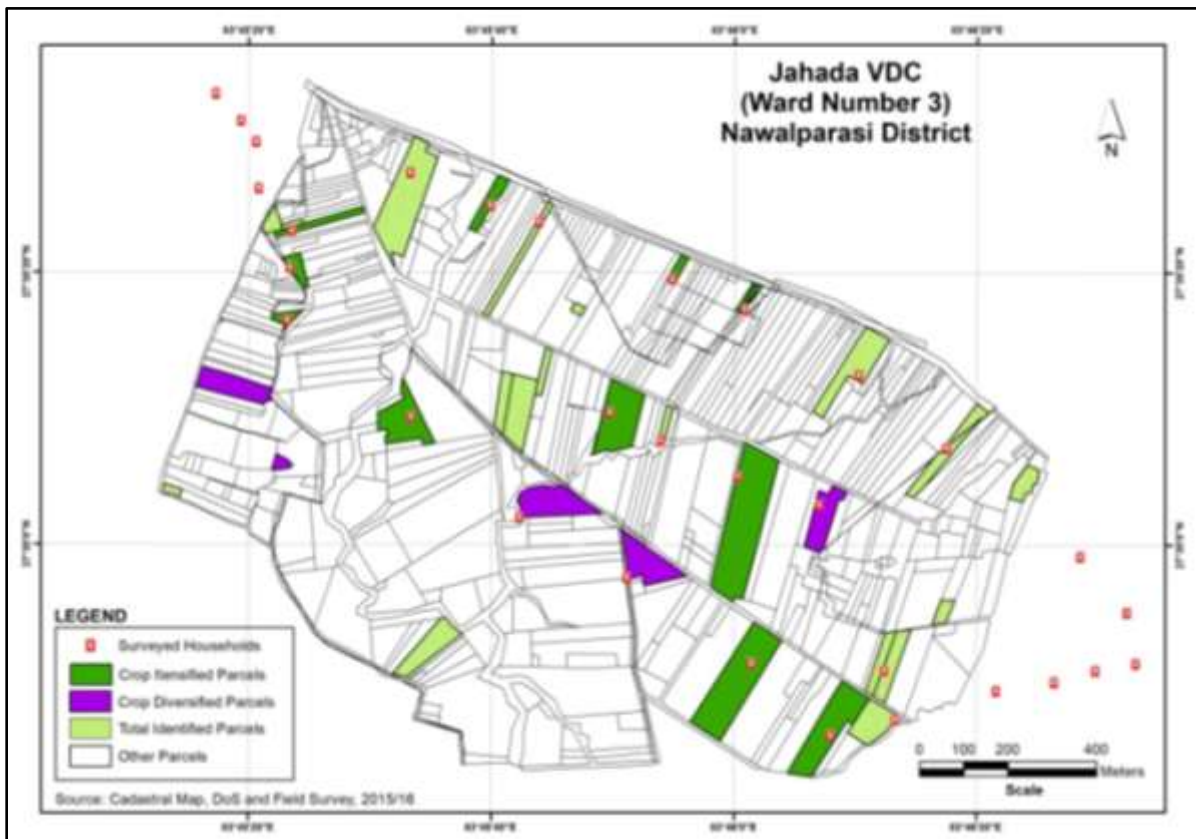 Jahada VDC
(Ward Number 3)
Nawalparasi District
N
LEGEND
Surveyed Households
Crop Itensified Parcels
Crop Diversified Parcels
Total Identified Parcels
Other Parcels
0 100 200 400
Meters
Scale
Source: Cadastral Map, DoS and Field Survey, 2015/16